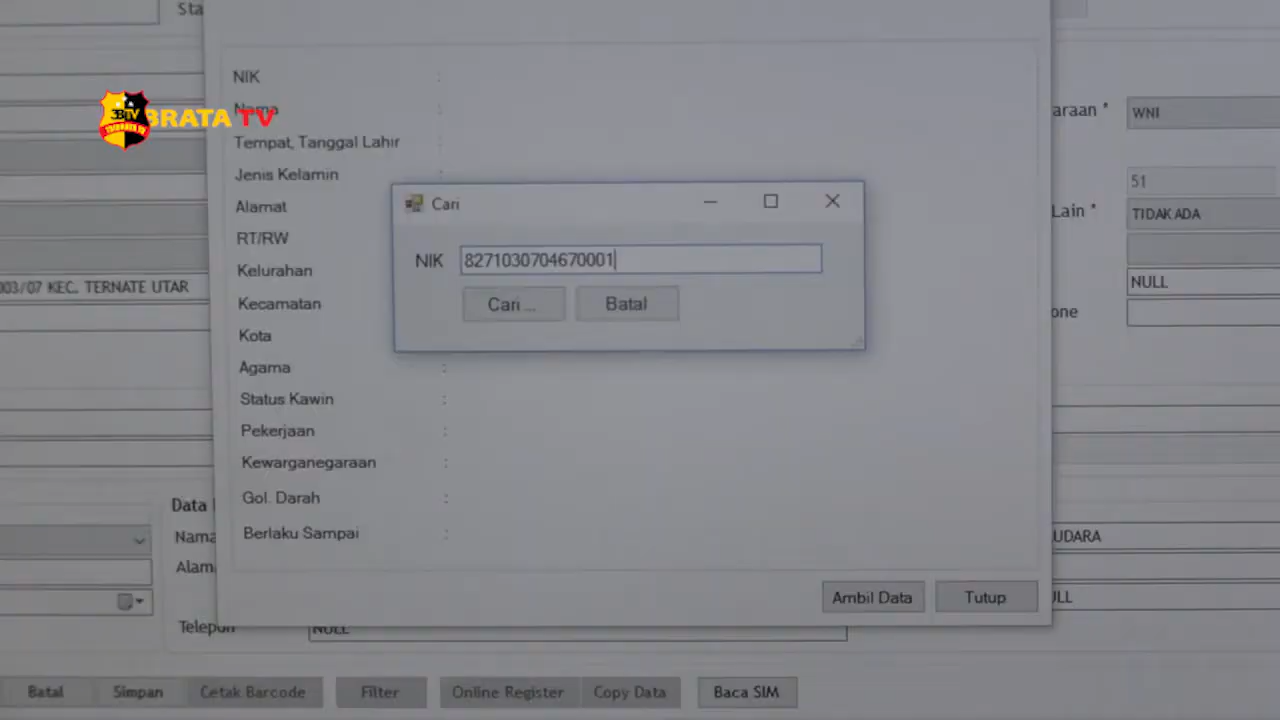 Sta
NIK :
3BTV
BRATA TV
Nama :
Tempat, Tanggal Lahir :
Jenis Kelamin :
Alamat
RT/RW
Kelurahan
Kecamatan
Kota
Agama :
Status Kawin :
Pekerjaan :
Kewarganegaraan :
Gol. Darah :
Berlaku Sampai :
Cari
NIK 8271030704670001
Cari ... Batal
araan * WNI
51
Lain * TIDAK ADA
003/07 KEC. TERNATE UTAR
NULL
one
Data
Nama
UDARA
Alam
ULL
Ambil Data Tutup
Telepon NULL
Batal Simpan Cetak Barcode Filter Online Register Copy Data Baca SIM